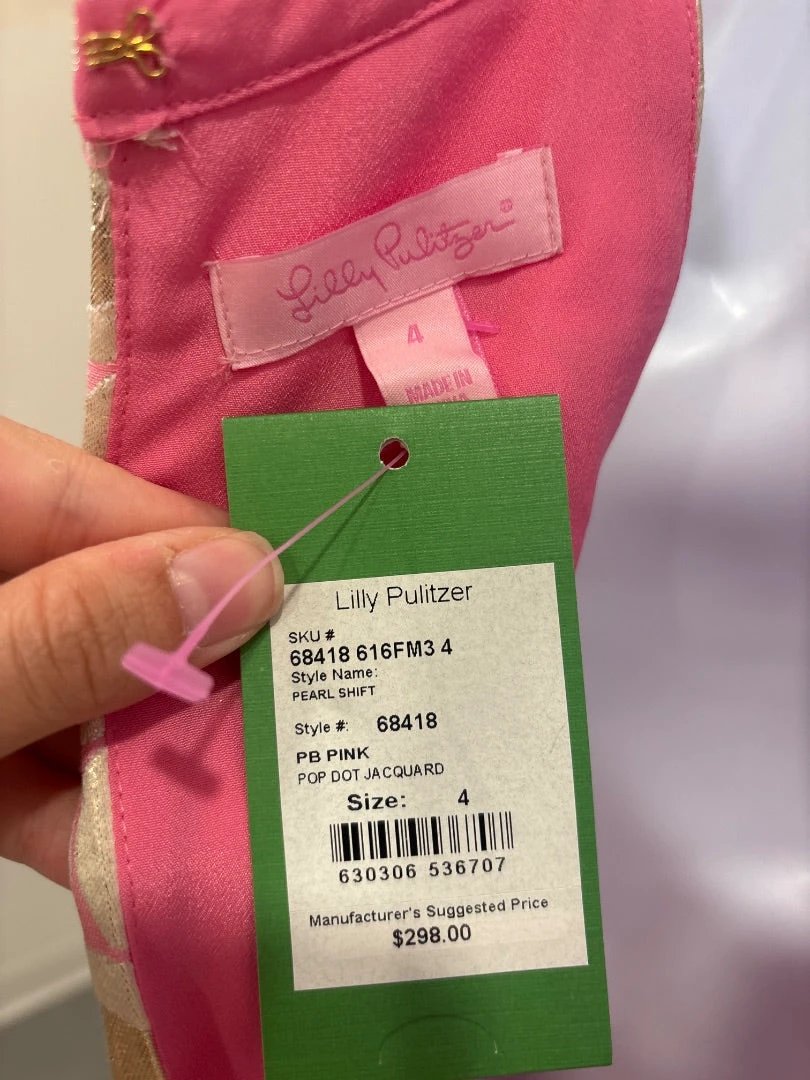 Lilly Pulitzer®
4
MADE IN
Lilly Pulitzer
SKU #
68418 616FM3 4
Style Name:
PEARL SHIFT
Style #: 68418
PB PINK
POP DOT JACQUARD
Size: 4
630306 536707
Manufacturer's Suggested Price
$298.00